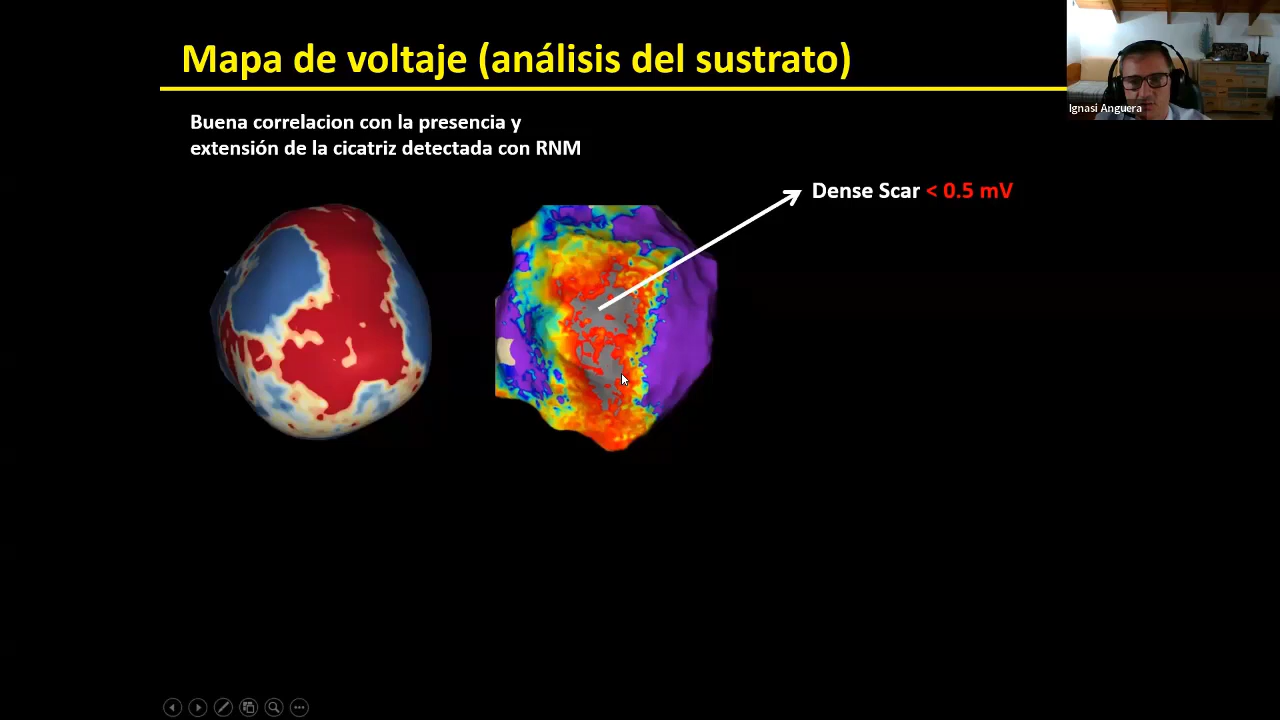 Mapa de voltaje (análisis del sustrato)
Buena correlacion con la presencia y
extensión de la cicatriz detectada con RNM
Dense Scar < 0.5 mV
Ignasi Anguera